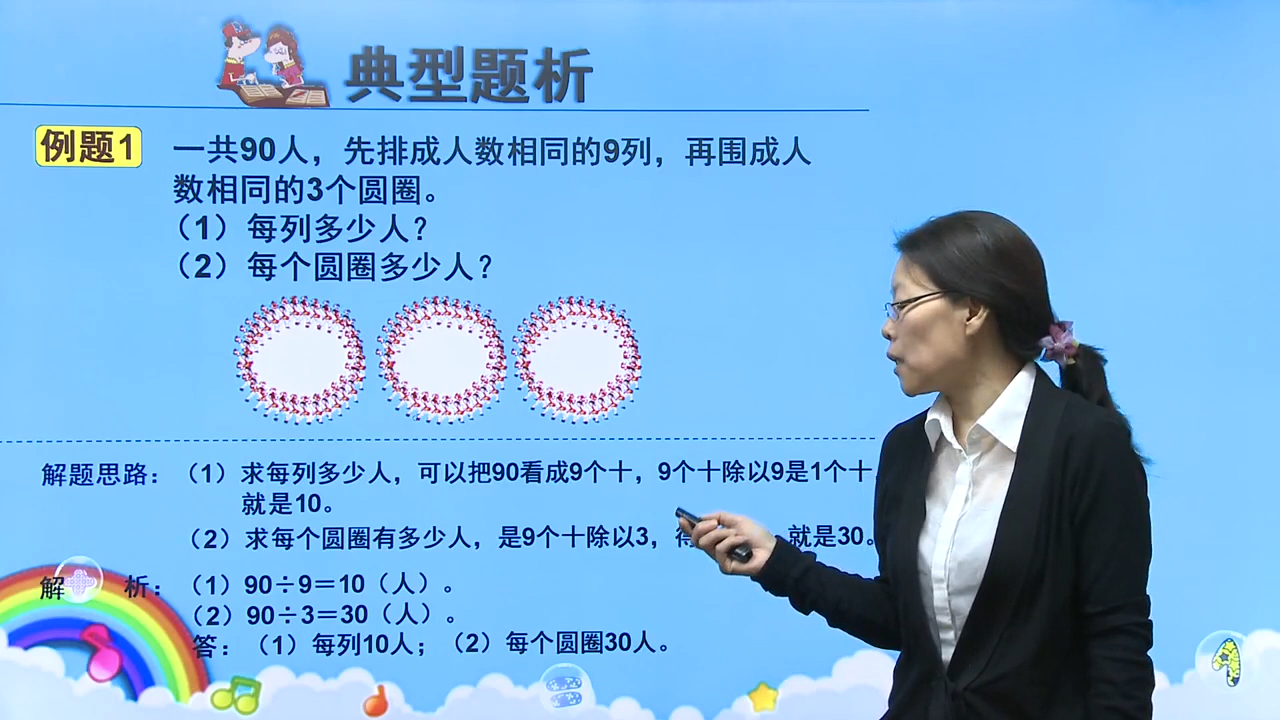 典型题析
例题1
一共90人，先排成人数相同的9列，再围成人
数相同的3个圆圈。
（1）每列多少人？
（2）每个圆圈多少人？
解题思路：（1）求每列多少人，可以把90看成9个十，9个十除以9是1个十
就是10。
（2）求每个圆圈有多少人，是9个十除以3，得 就是30。
解 析：（1）90÷9＝10（人）。
（2）90÷3＝30（人）。
答：（1）每列10人；（2）每个圆圈30人。